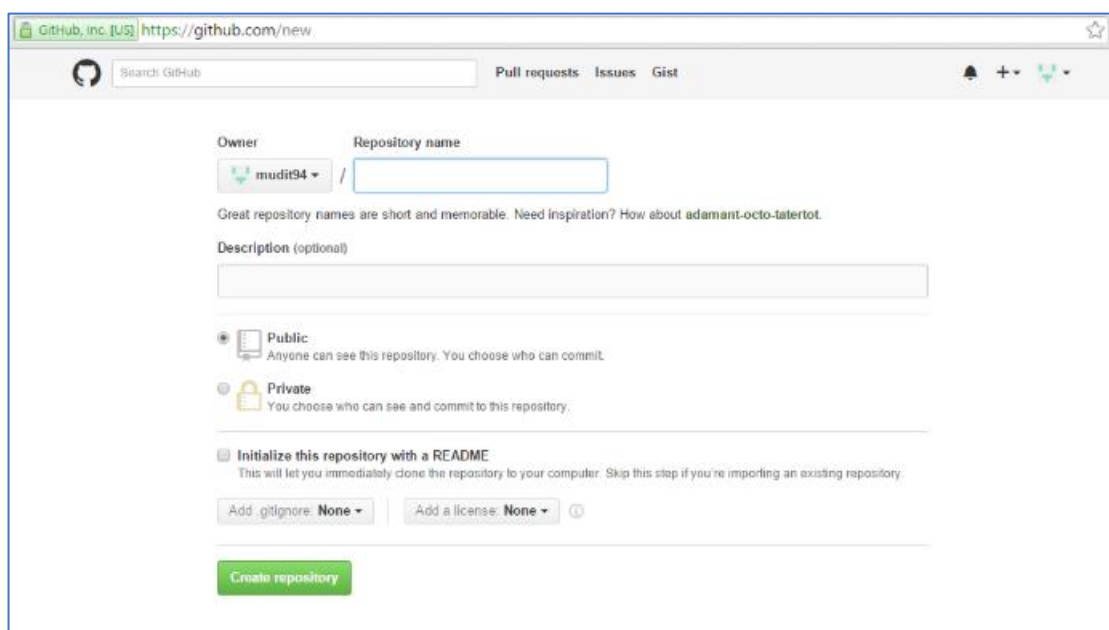 GitHub, Inc. [US] https://github.com/new
Search GitHub Pull requests Issues Gist
Owner Repository name
mudit94 /
Great repository names are short and memorable. Need inspiration? How about adamant-octo-tatertot.
Description (optional)
Public
Anyone can see this repository. You choose who can commit.
Private
You choose who can see and commit to this repository.
Initialize this repository with a README
This will let you immediately clone the repository to your computer. Skip this step if you're importing an existing repository.
Add .gitignore: None Add a license: None
Create repository